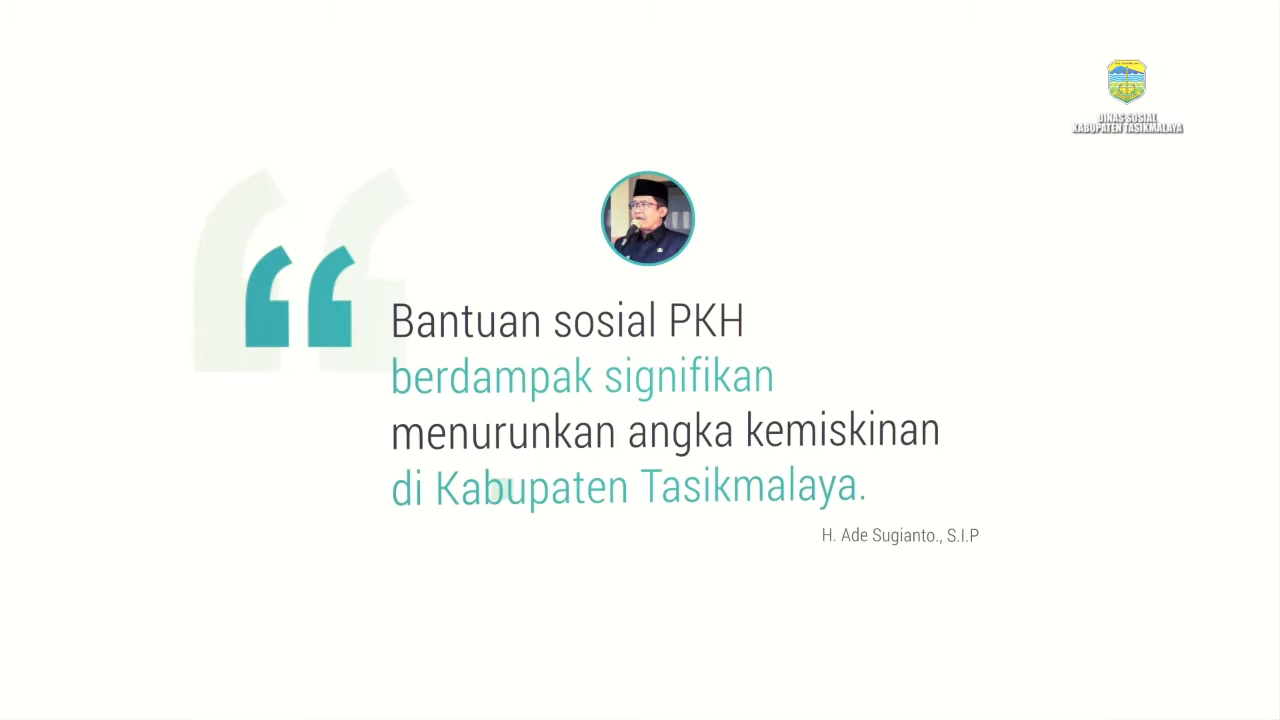 DINAS SOSIAL
KABUPATEN TASIKMALAYA
Bantuan sosial PKH
berdampak signifikan
menurunkan angka kemiskinan
di Kabupaten Tasikmalaya.
H. Ade Sugianto., S.I.P